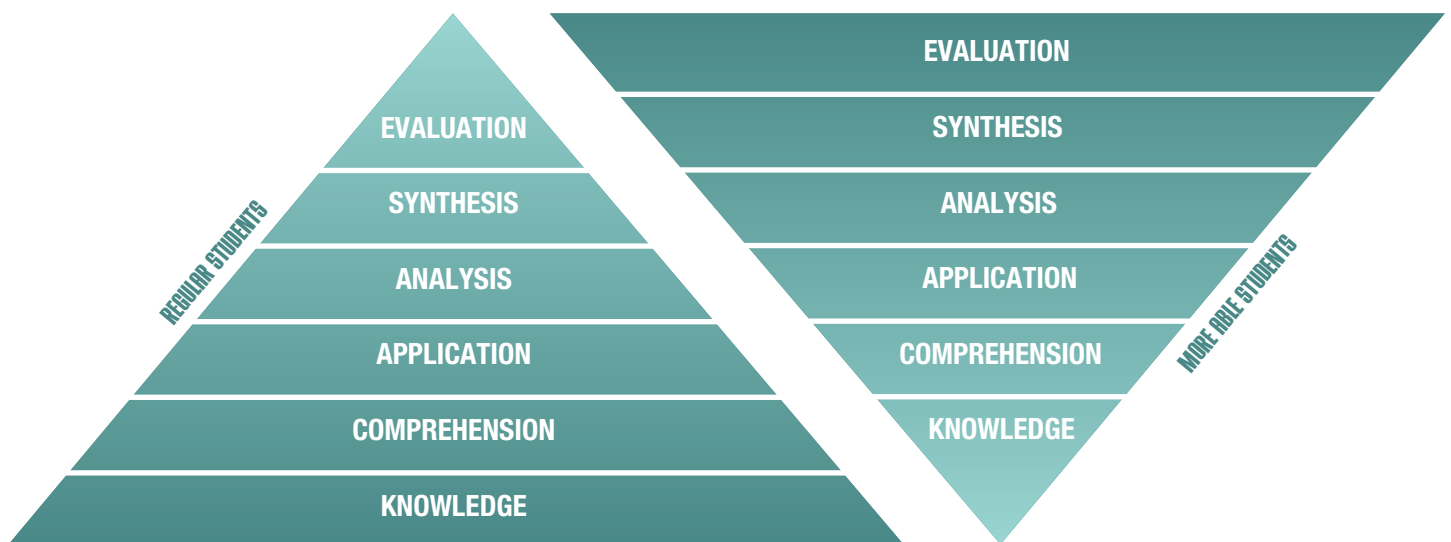 EVALUATION
SYNTHESIS
ANALYSIS
APPLICATION
COMPREHENSION
KNOWLEDGE
REGULAR STUDENTS
EVALUATION
SYNTHESIS
ANALYSIS
APPLICATION
COMPREHENSION
KNOWLEDGE
MORE ABLE STUDENTS